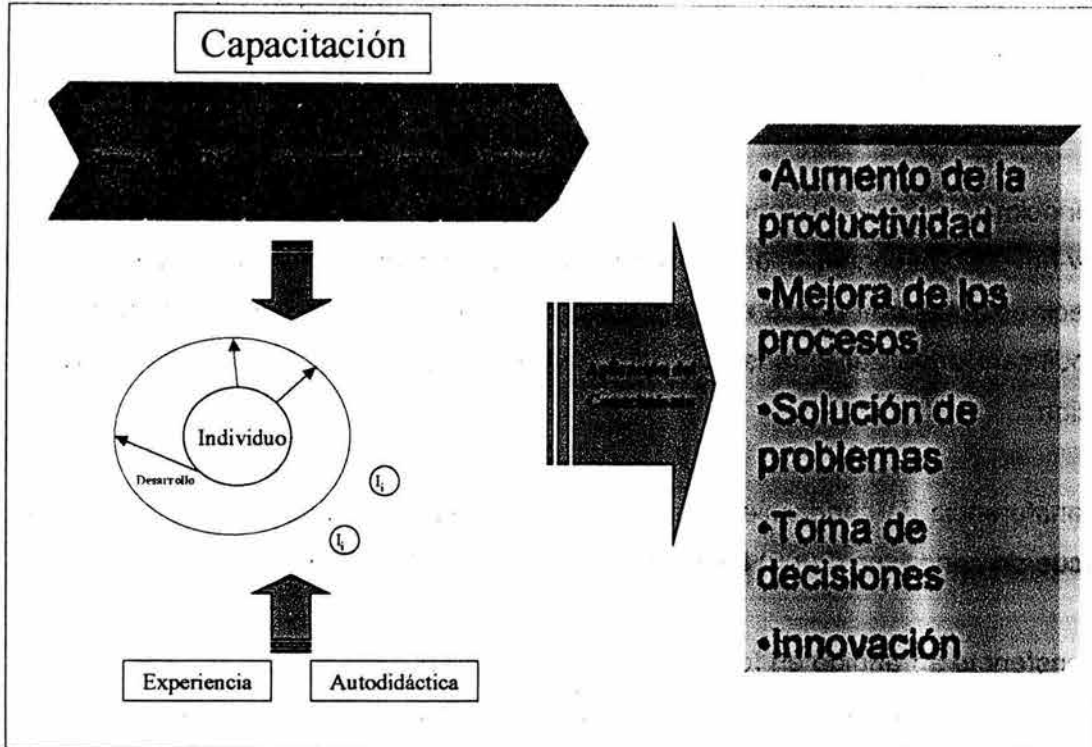 Capacitación
Individuo
Desarrollo
I
I
Experiencia
Autodidáctica
•Aumento de la
productividad
•Mejora de los
procesos
•Solución de
problemas
•Toma de
decisiones
•Innovación